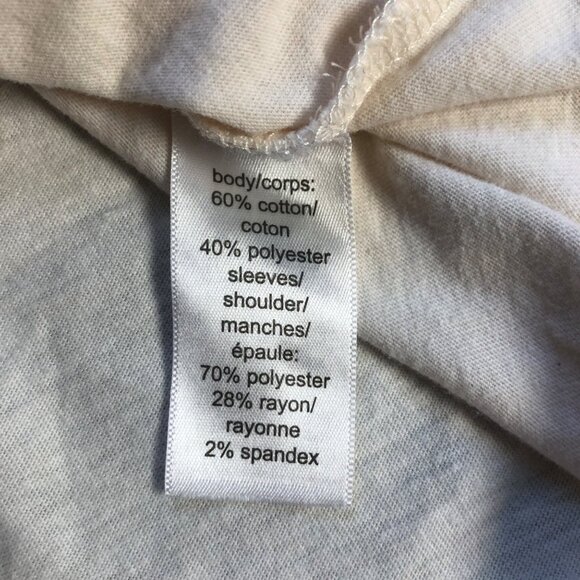 body/corps:
60% cotton/
coton
40% polyester
sleeves/
shoulder/
manches/
épaule:
70% polyester
28% rayon/
rayonne
2% spandex